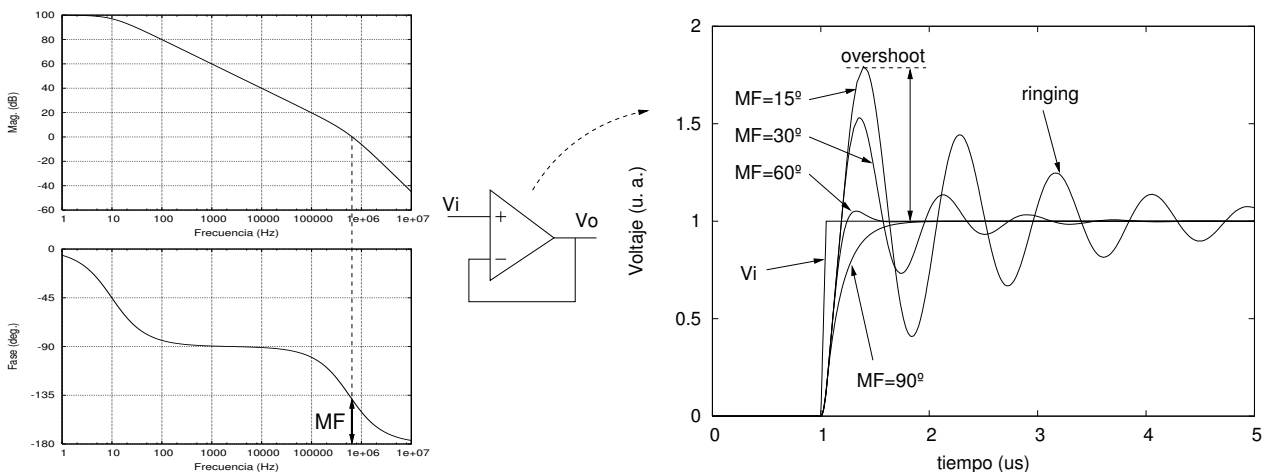 Mag. (dB)
100
80
60
40
20
0
-20
-40
-60
1 10 100 1000 10000 100000 1e+06 1e+07
Frecuencia (Hz)
Fase (deg.)
0
-45
-90
-135
-180
MF
1 10 100 1000 10000 100000 1e+06 1e+07
Frecuencia (Hz)
Vi
+
−
Vo
Voltaje (u. a.)
2
1.5
1
0.5
0
overshoot
MF=15º
MF=30º
MF=60º
ringing
Vi
MF=90º
0 1 2 3 4 5
tiempo (us)